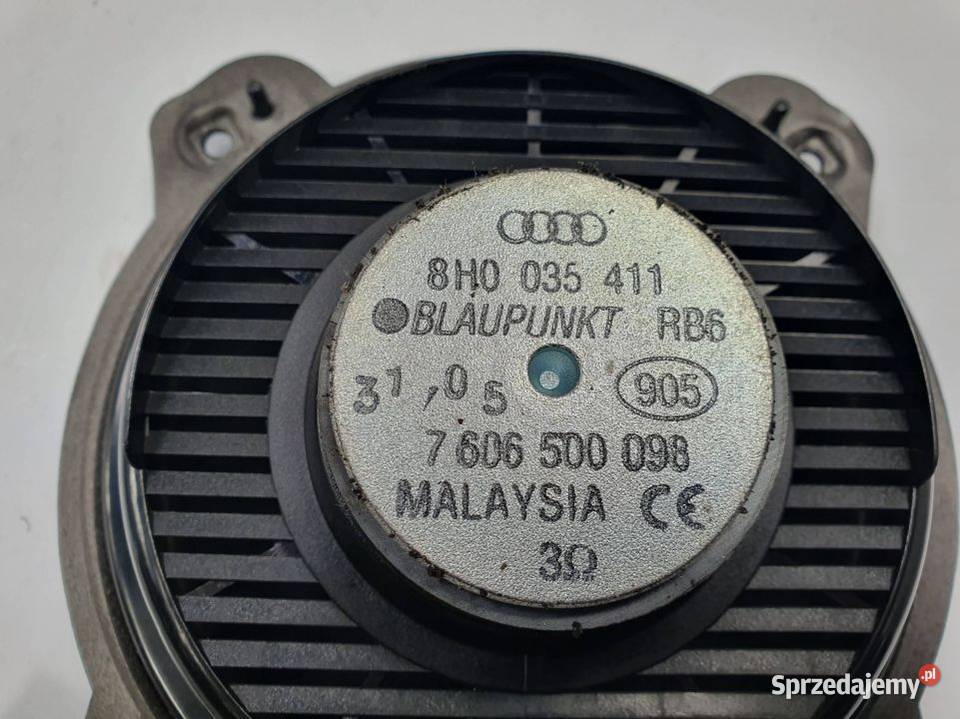 8H0 035 411
BLAUPUNKT RB6
31,05 905
7 606 500 098
MALAYSIA CE
3Ω
Sprzedajemy.pl